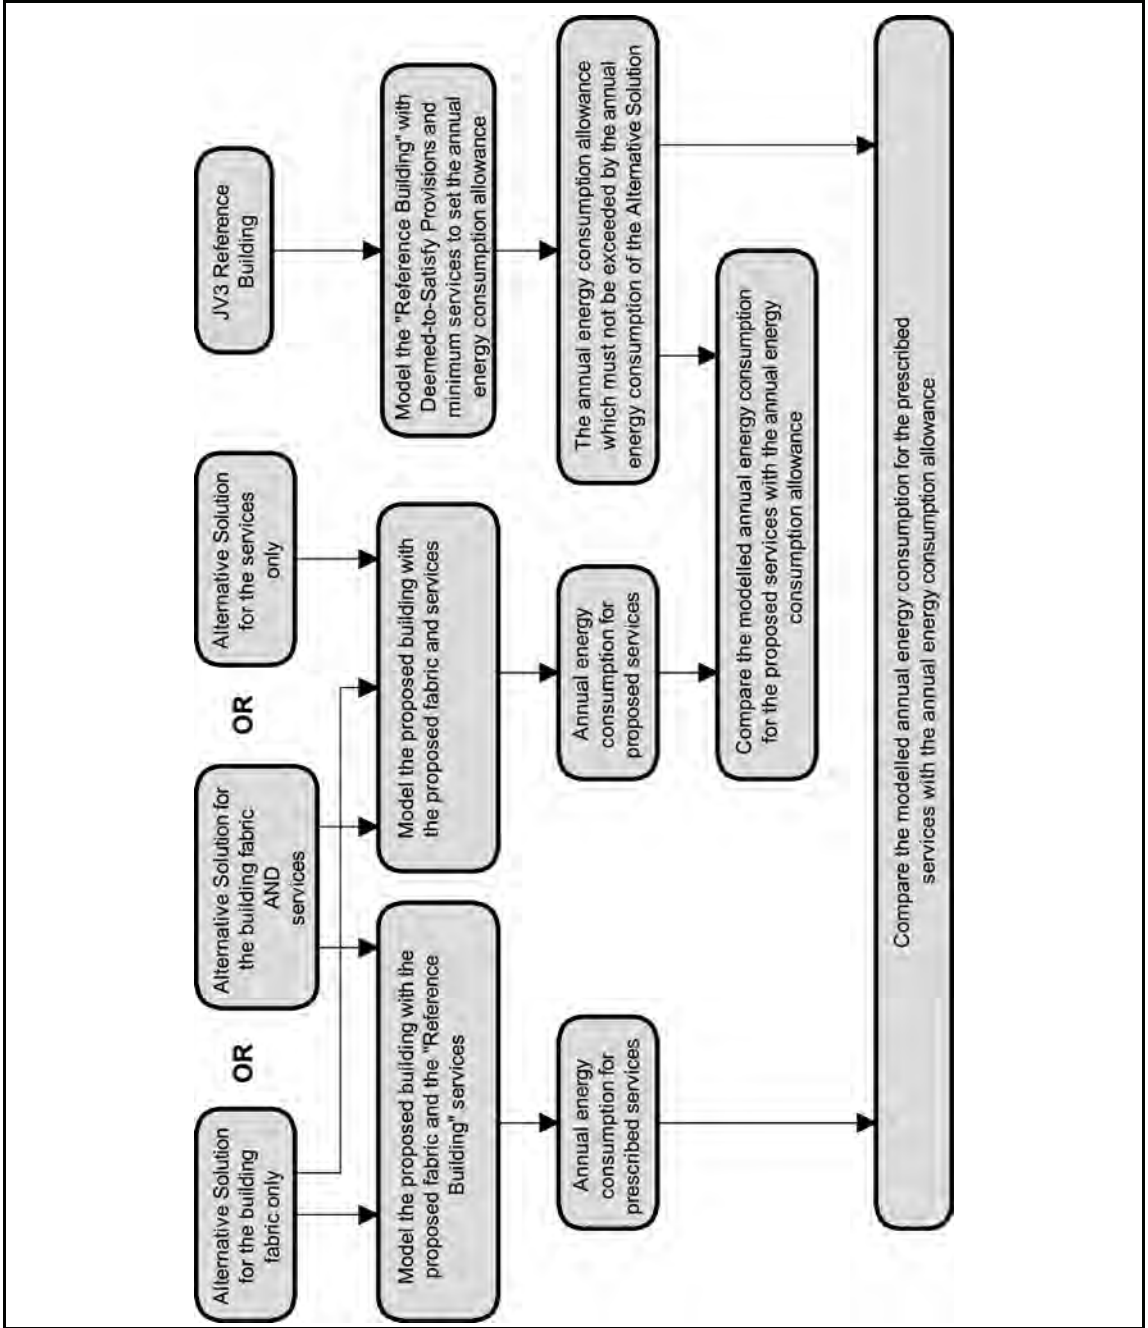 Alternative Solution
for the building
fabric only
OR
Alternative Solution for
the building fabric
AND
services
OR
Alternative Solution
for the services
only
JV3 Reference
Building
Model the proposed building with the
proposed fabric and the "Reference
Building" services
Model the proposed building with
the proposed fabric and services
Model the "Reference Building" with
Deemed-to-Satisfy Provisions and
minimum services to set the annual
energy consumption allowance
Annual energy
consumption for
prescribed services
Annual energy
consumption for
proposed services
The annual energy consumption allowance
which must not be exceeded by the annual
energy consumption of the Alternative Solution
Compare the modelled annual energy consumption
for the proposed services with the annual energy
consumption allowance
Compare the modelled annual energy consumption for the prescribed
services with the annual energy consumption allowance